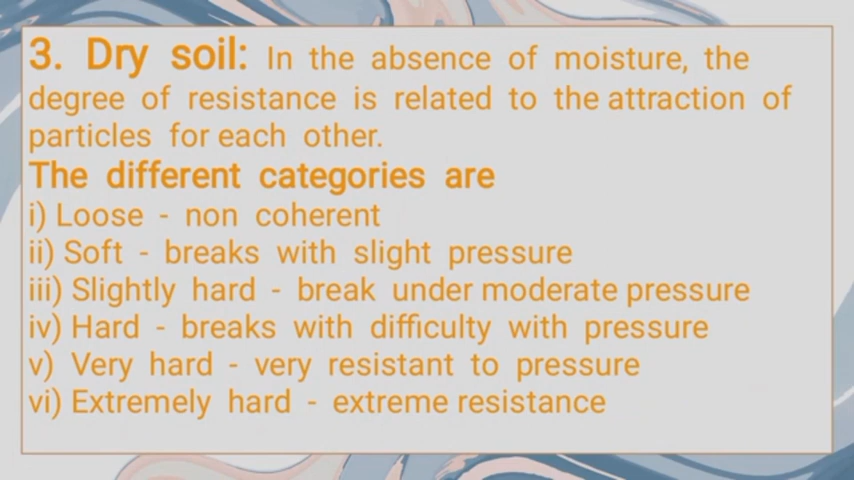 3. Dry soil: In the absence of moisture, the
degree of resistance is related to the attraction of
particles for each other.
The different categories are
i) Loose - non coherent
ii) Soft - breaks with slight pressure
iii) Slightly hard - break under moderate pressure
iv) Hard - breaks with difficulty with pressure
v) Very hard - very resistant to pressure
vi) Extremely hard - extreme resistance